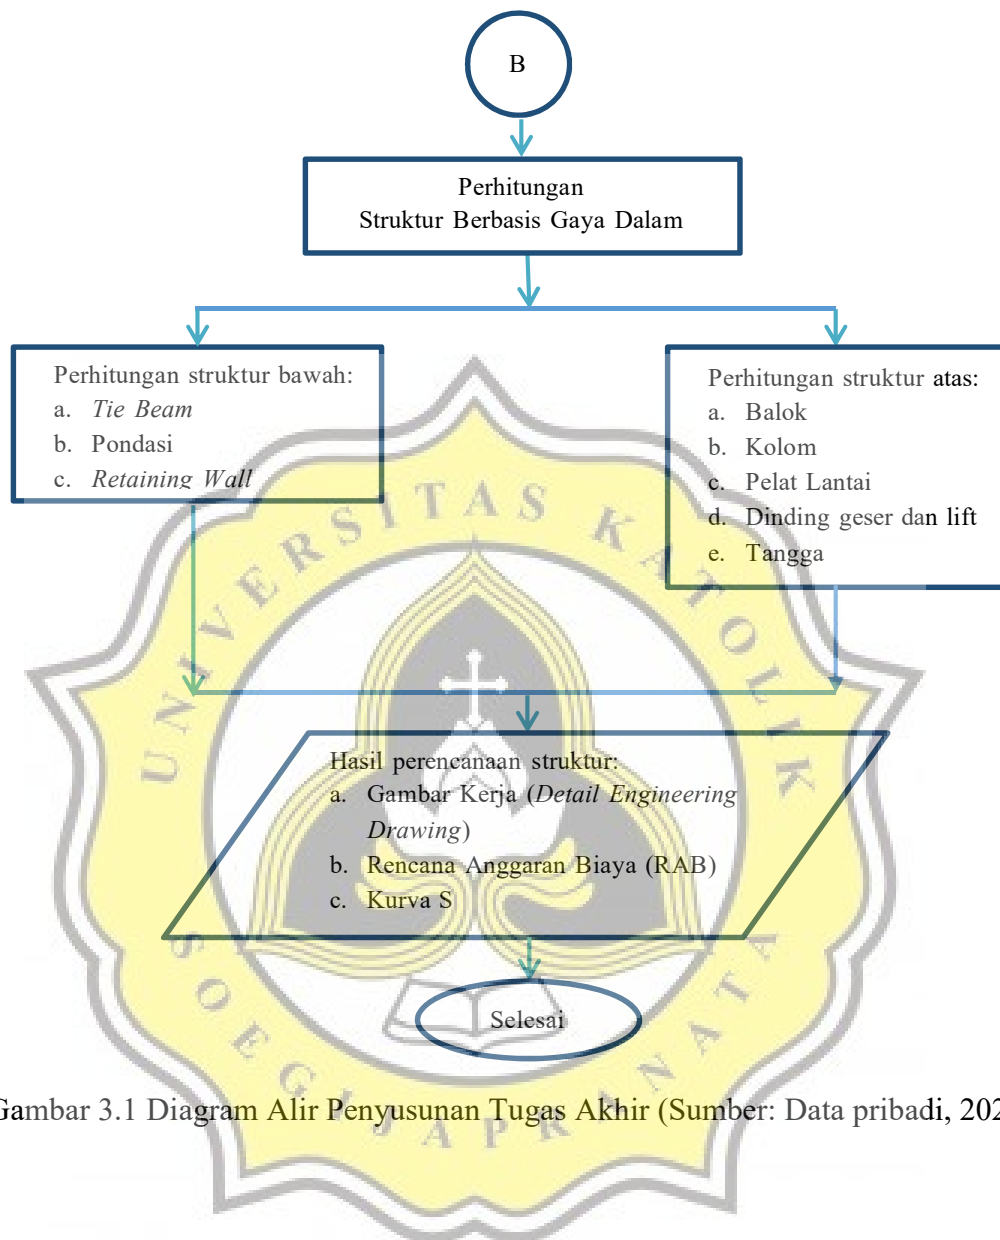 B
Perhitungan
Struktur Berbasis Gaya Dalam
Perhitungan struktur bawah:
a. Tie Beam
b. Pondasi
c. Retaining Wall
Perhitungan struktur atas:
a. Balok
b. Kolom
c. Pelat Lantai
d. Dinding geser dan lift
e. Tangga
UNIVERSITAS KATOLIK
SOEGIJAPRANATA
Hasil perencanaan struktur:
a. Gambar Kerja (Detail Engineering
Drawing)
b. Rencana Anggaran Biaya (RAB)
c. Kurva S
Selesai
Gambar 3.1 Diagram Alir Penyusunan Tugas Akhir (Sumber: Data pribadi, 202